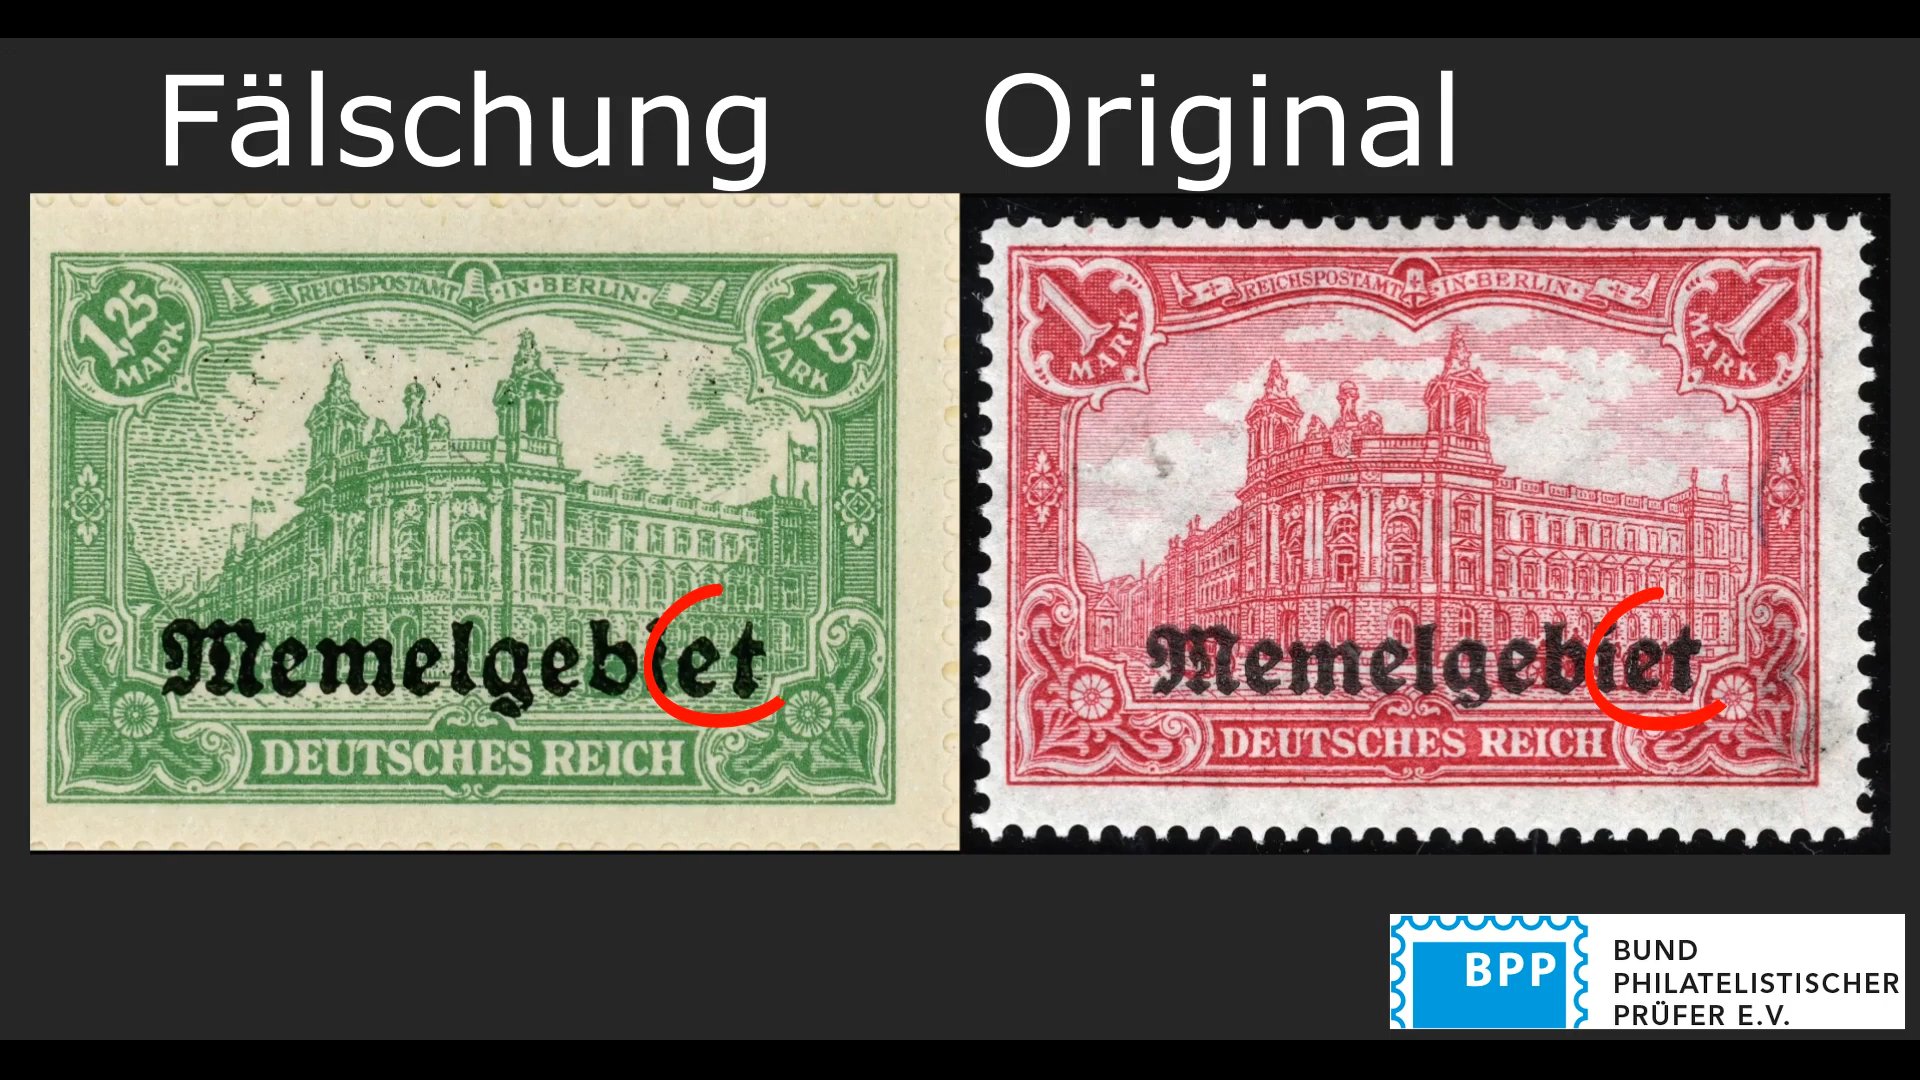 Fälschung
Original
1,25 MARK
REICHSPOSTAMT IN·BERLIN·
1,25 MARK
Memelgebiet
DEUTSCHES REICH
1 MARK
REICHSPOSTAMT IN·BERLIN·
1 MARK
Memelgebiet
DEUTSCHES REICH
BPP
BUND
PHILATELISTISCHER
PRÜFER E.V.